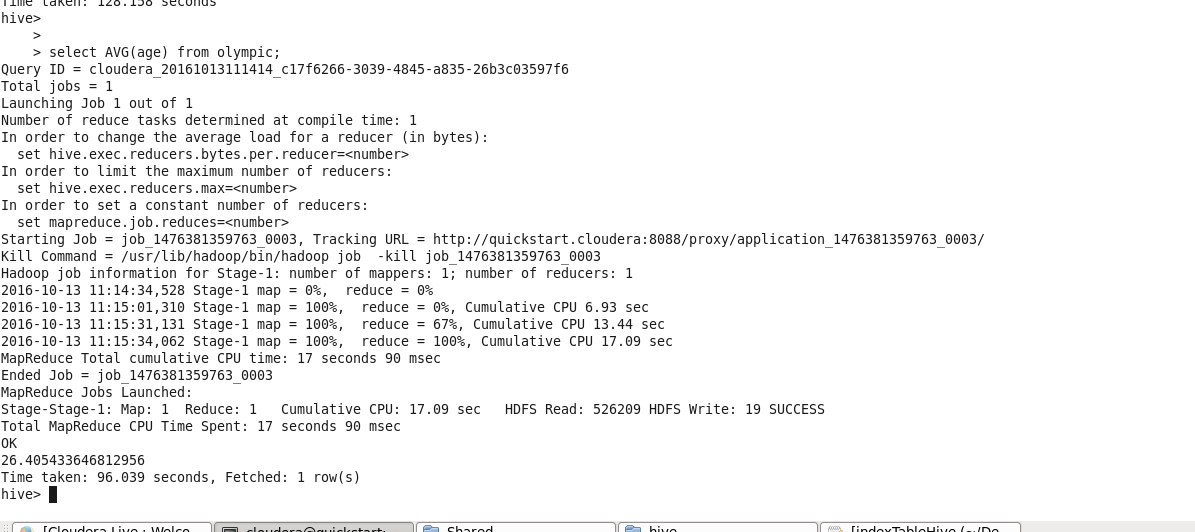 Time taken: 128.158 seconds
hive>
    >
    > select AVG(age) from olympic;
Query ID = cloudera_20161013111414_c17f6266-3039-4845-a835-26b3c03597f6
Total jobs = 1
Launching Job 1 out of 1
Number of reduce tasks determined at compile time: 1
In order to change the average load for a reducer (in bytes):
  set hive.exec.reducers.bytes.per.reducer=<number>
In order to limit the maximum number of reducers:
  set hive.exec.reducers.max=<number>
In order to set a constant number of reducers:
  set mapreduce.job.reduces=<number>
Starting Job = job_1476381359763_0003, Tracking URL = http://quickstart.cloudera:8088/proxy/application_1476381359763_0003/
Kill Command = /usr/lib/hadoop/bin/hadoop job  -kill job_1476381359763_0003
Hadoop job information for Stage-1: number of mappers: 1; number of reducers: 1
2016-10-13 11:14:34,528 Stage-1 map = 0%,  reduce = 0%
2016-10-13 11:15:01,310 Stage-1 map = 100%,  reduce = 0%, Cumulative CPU 6.93 sec
2016-10-13 11:15:31,131 Stage-1 map = 100%,  reduce = 67%, Cumulative CPU 13.44 sec
2016-10-13 11:15:34,062 Stage-1 map = 100%,  reduce = 100%, Cumulative CPU 17.09 sec
MapReduce Total cumulative CPU time: 17 seconds 90 msec
Ended Job = job_1476381359763_0003
MapReduce Jobs Launched:
Stage-Stage-1: Map: 1  Reduce: 1   Cumulative CPU: 17.09 sec   HDFS Read: 526209 HDFS Write: 19 SUCCESS
Total MapReduce CPU Time Spent: 17 seconds 90 msec
OK
26.405433646812956
Time taken: 96.039 seconds, Fetched: 1 row(s)
hive>
[Cloudera Live : Welco... cloudera@quickstart: Shared hive [indexTableHive (~/De...